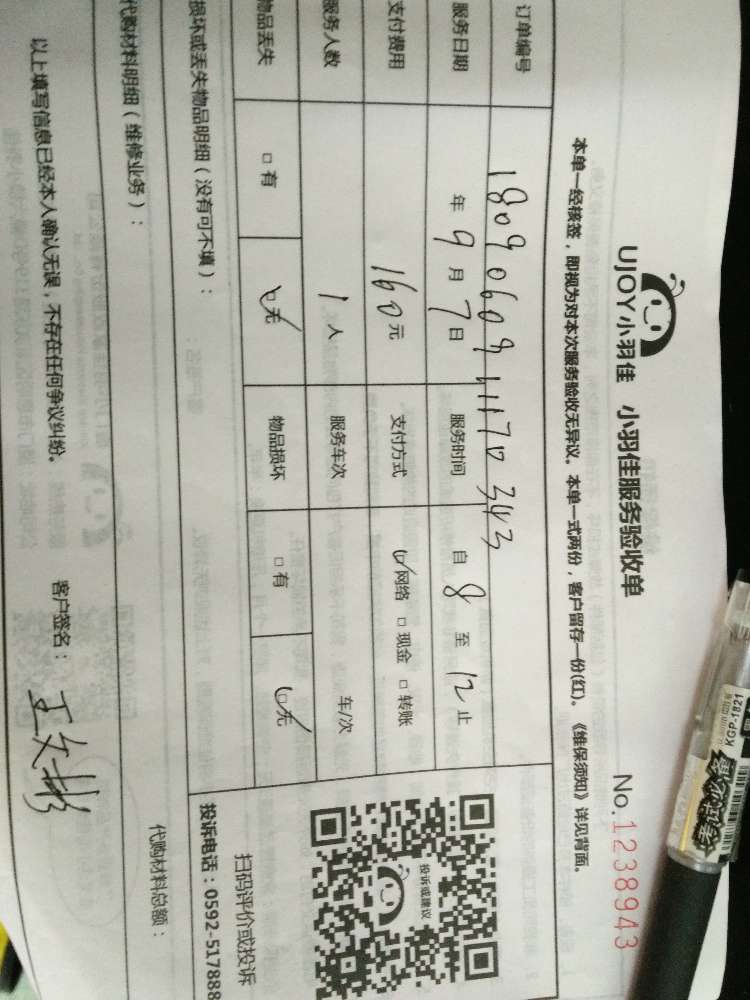 UJOY小羽佳 小羽佳服务验收单
No.1238943
本单一经核签，即视为对本次服务验收无异议。本单一式两份，客户留存一份(红)。《维保须知》详见背面。
订单编号 1809060911170343
服务日期 年 9 月 7 日 服务时间 自 8 至 12 止
支付费用 160 元 支付方式 ☑网络 □现金 □转账
服务人数 1 人 服务车次 车/次
物品丢失 □有 ☑无 物品损坏 □有 ☑无
投诉或建议
扫码评价或投诉
投诉电话：0592-517888
损坏或丢失物品明细（没有可不填）：
代购材料明细（维修业务）： 代购材料总额：
以上填写信息已经本人确认无误，不存在任何争议纠纷。 客户签名：王文彬
KGP-1821
考试必备